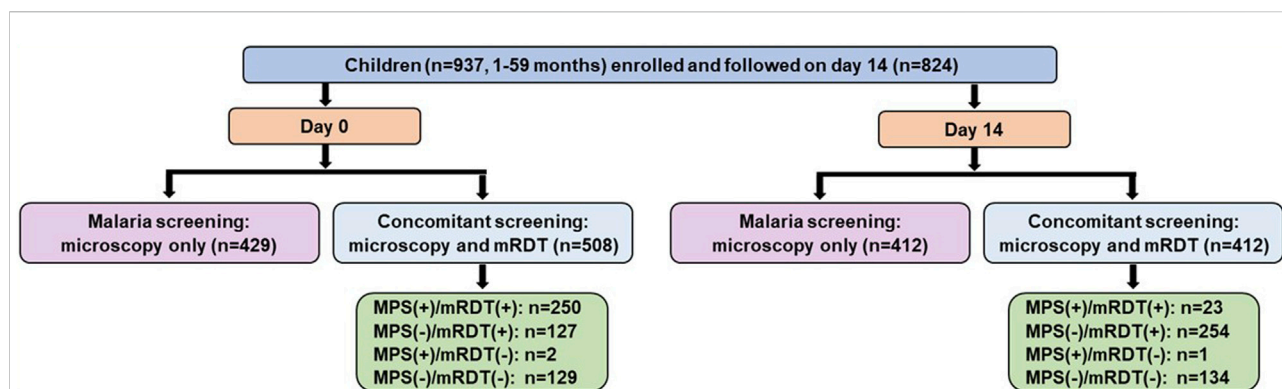 Children (n=937, 1-59 months) enrolled and followed on day 14 (n=824)
Day 0
Day 14
Malaria screening:
microscopy only (n=429)
Concomitant screening:
microscopy and mRDT (n=508)
Malaria screening:
microscopy only (n=412)
Concomitant screening:
microscopy and mRDT (n=412)
MPS(+)/mRDT(+): n=250
MPS(-)/mRDT(+): n=127
MPS(+)/mRDT(-): n=2
MPS(-)/mRDT(-): n=129
MPS(+)/mRDT(+): n=23
MPS(-)/mRDT(+): n=254
MPS(+)/mRDT(-): n=1
MPS(-)/mRDT(-): n=134